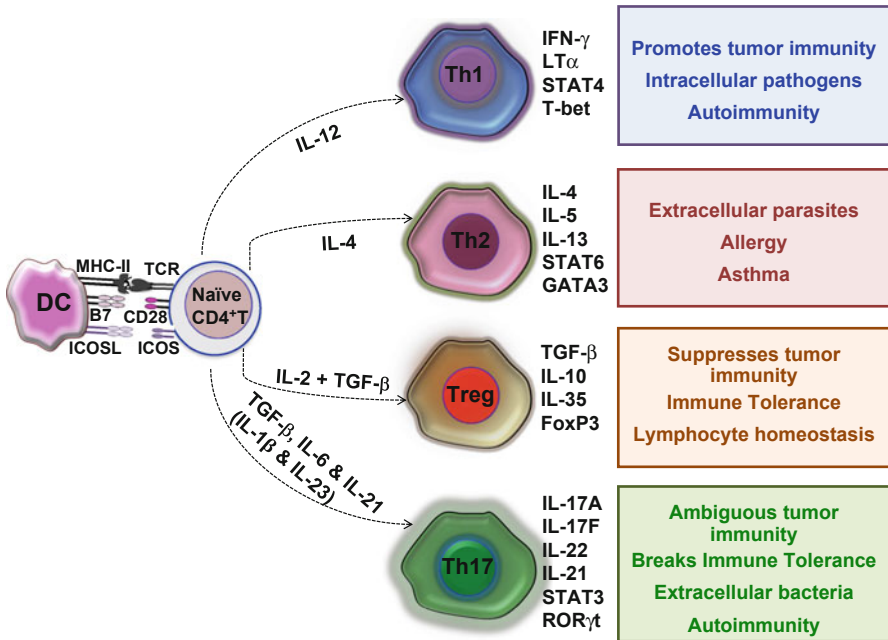 DC
MHC-II
TCR
B7
CD28
ICOSL
ICOS
Naïve
CD4+T
IL-12
Th1
IFN-γ
LTα
STAT4
T-bet
Promotes tumor immunity
Intracellular pathogens
Autoimmunity
IL-4
Th2
IL-4
IL-5
IL-13
STAT6
GATA3
Extracellular parasites
Allergy
Asthma
IL-2 + TGF-β
Treg
TGF-β
IL-10
IL-35
FoxP3
Suppresses tumor
immunity
Immune Tolerance
Lymphocyte homeostasis
TGF-β, IL-6 & IL-21
(IL-1β & IL-23)
Th17
IL-17A
IL-17F
IL-22
IL-21
STAT3
RORγt
Ambiguous tumor
immunity
Breaks Immune Tolerance
Extracellular bacteria
Autoimmunity